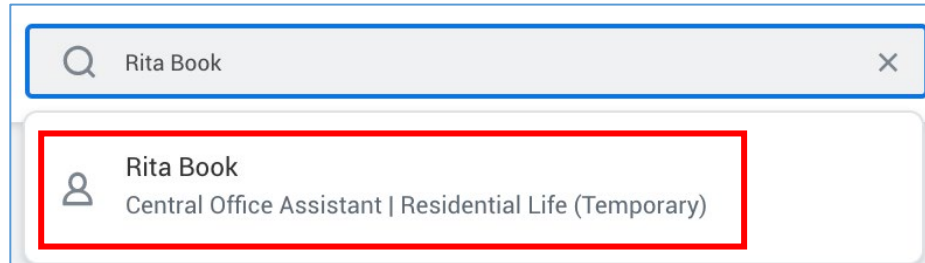 Rita Book
Rita Book
Central Office Assistant | Residential Life (Temporary)